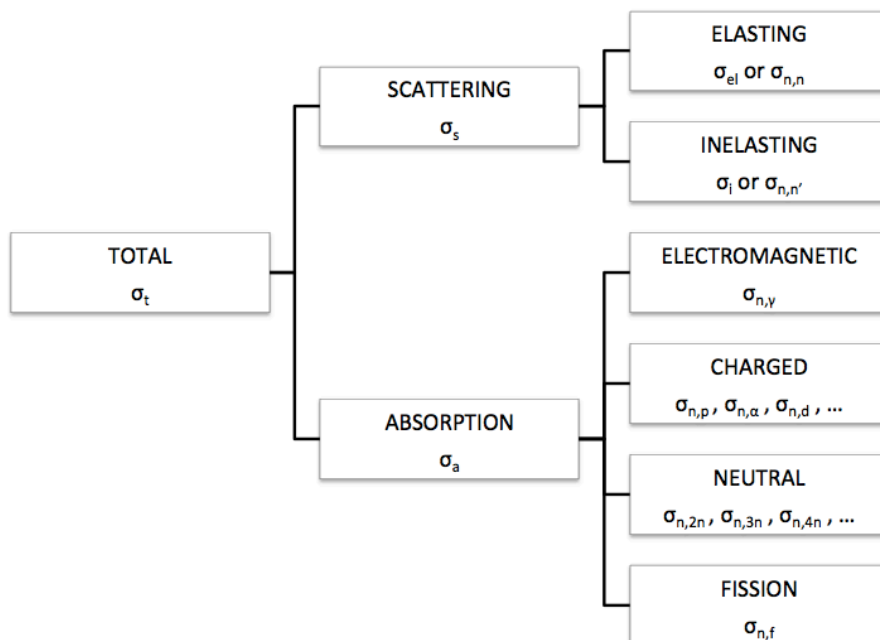 ELASTING
σel or σn,n
SCATTERING
σs
INELASTING
σi or σn,n′
TOTAL
σt
ELECTROMAGNETIC
σn,γ
CHARGED
σn,p , σn,α , σn,d , ...
ABSORPTION
σa
NEUTRAL
σn,2n , σn,3n , σn,4n , ...
FISSION
σn,f